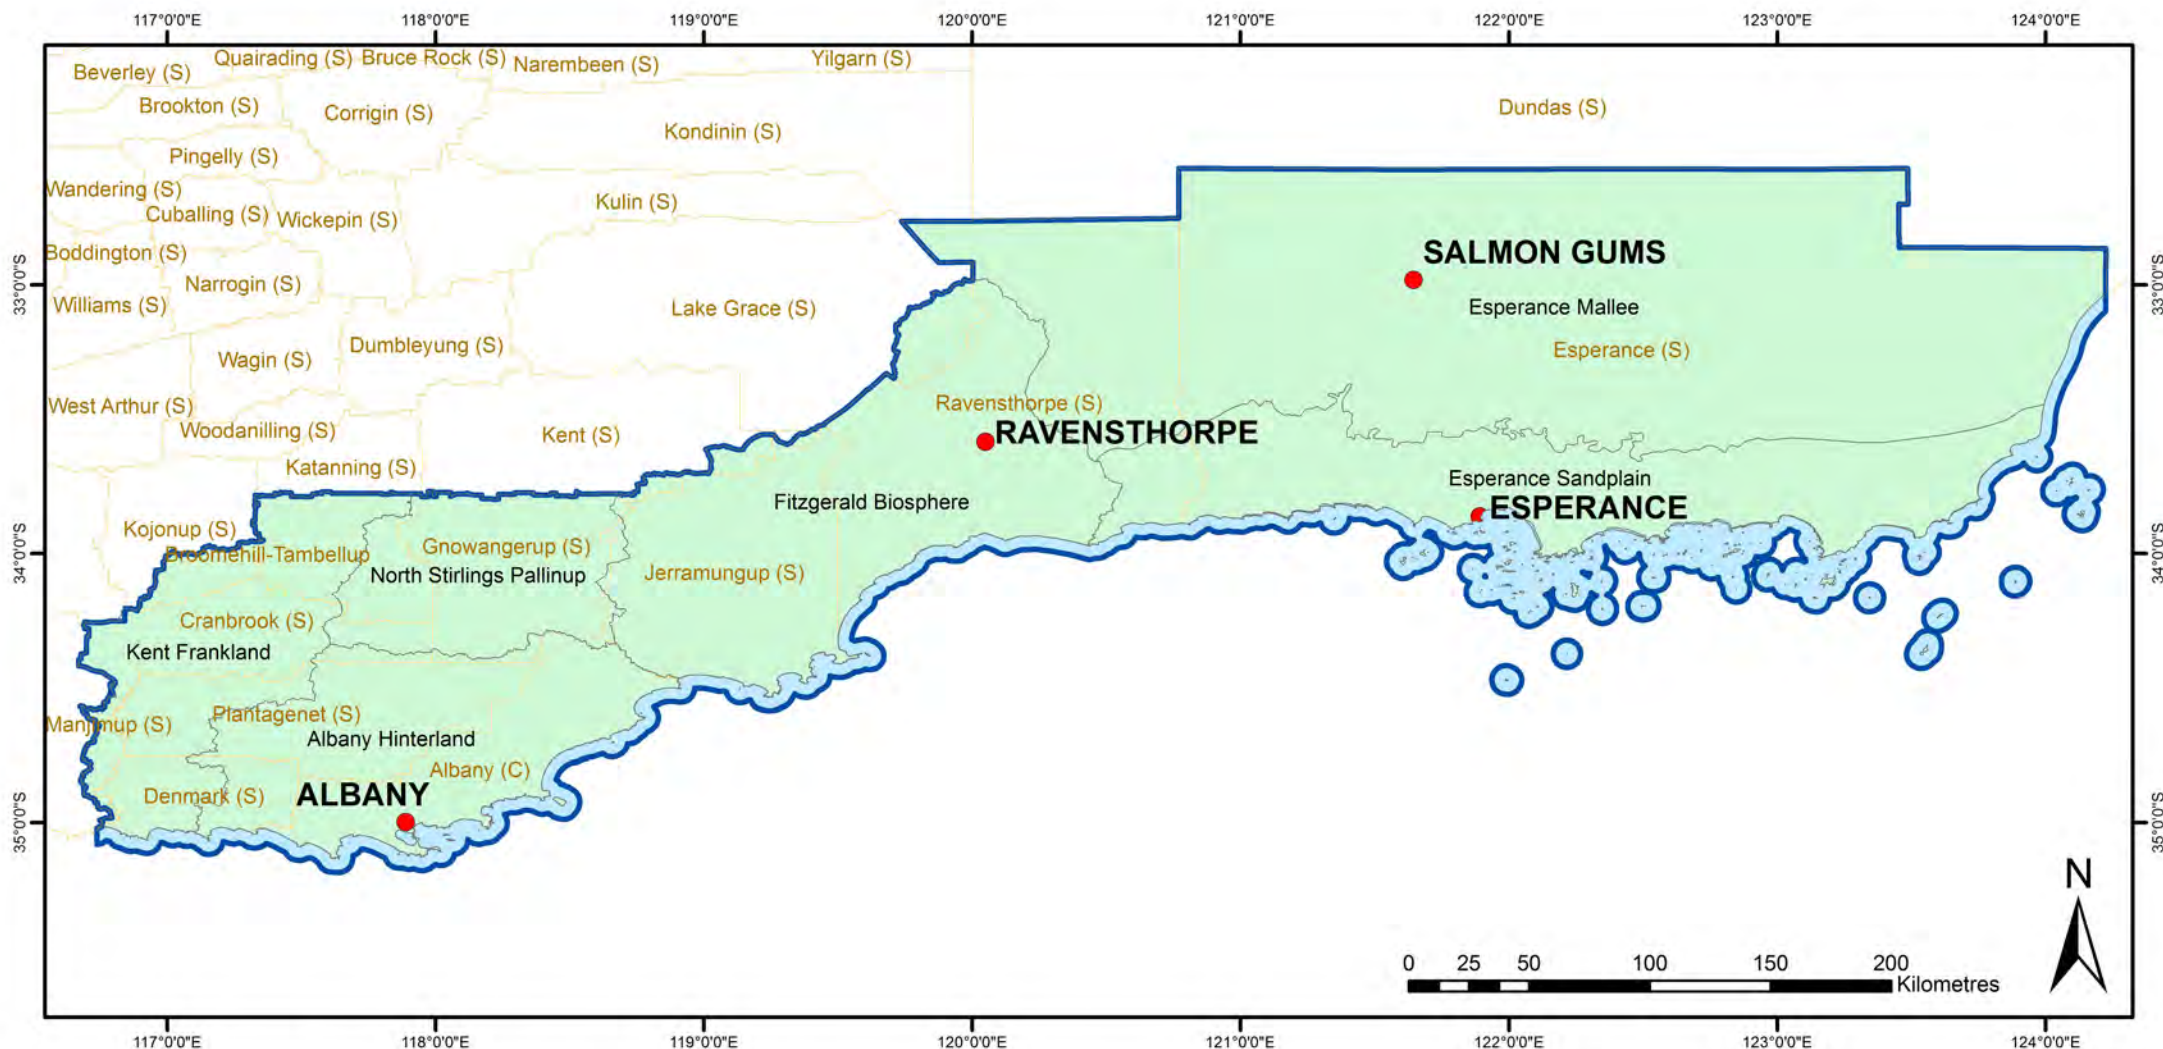 117°0'0"E
118°0'0"E
119°0'0"E
120°0'0"E
121°0'0"E
122°0'0"E
123°0'0"E
124°0'0"E
Quairading (S)
Bruce Rock (S)
Narembeen (S)
Yilgarn (S)
Beverley (S)
Brookton (S)
Corrigin (S)
Kondinin (S)
Dundas (S)
Pingelly (S)
Wandering (S)
Kulin (S)
Cuballing (S)
Wickepin (S)
Boddington (S)
SALMON GUMS
Narrogin (S)
33°0'0"S
33°0'0"S
Williams (S)
Lake Grace (S)
Esperance Mallee
Wagin (S)
Dumbleyung (S)
Esperance (S)
West Arthur (S)
Ravensthorpe (S)
Woodanilling (S)
Kent (S)
RAVENSTHORPE
Katanning (S)
Esperance Sandplain
Fitzgerald Biosphere
ESPERANCE
Kojonup (S)
Broomehill-Tambellup
Gnowangerup (S)
34°0'0"S
34°0'0"S
North Stirlings Pallinup
Jerramungup (S)
Cranbrook (S)
Kent Frankland
Manjimup (S)
Plantagenet (S)
Albany Hinterland
Albany (C)
Denmark (S)
ALBANY
35°0'0"S
35°0'0"S
N
0 25 50 100 150 200
Kilometres
117°0'0"E
118°0'0"E
119°0'0"E
120°0'0"E
121°0'0"E
122°0'0"E
123°0'0"E
124°0'0"E